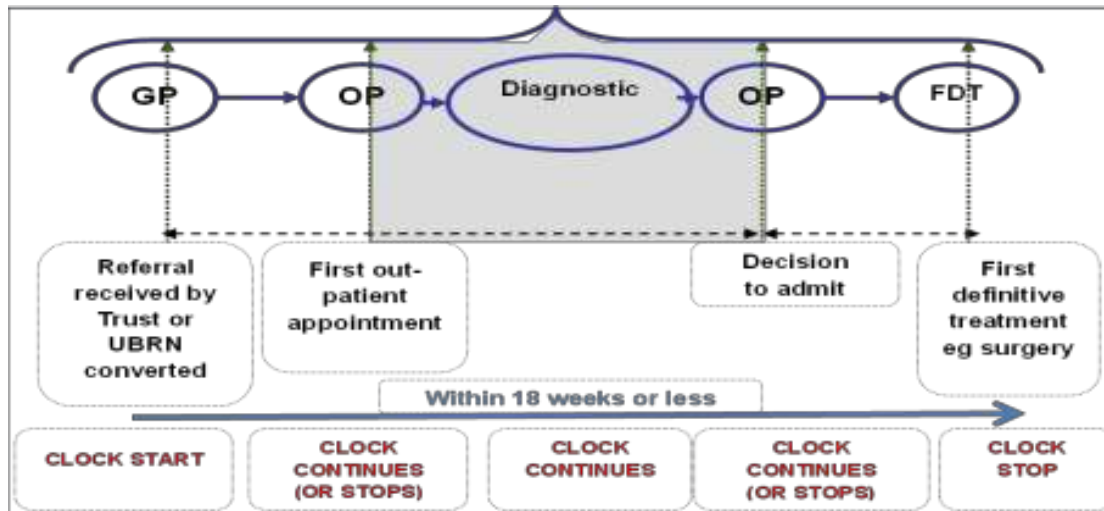 GP
OP
Diagnostic
OP
FDT
Referral
received by
Trust or
UBRN
converted
First out-
patient
appointment
Decision
to admit
First
definitive
treatment
eg surgery
Within 18 weeks or less
CLOCK START
CLOCK
CONTINUES
(OR STOPS)
CLOCK
CONTINUES
CLOCK
CONTINUES
(OR STOPS)
CLOCK
STOP